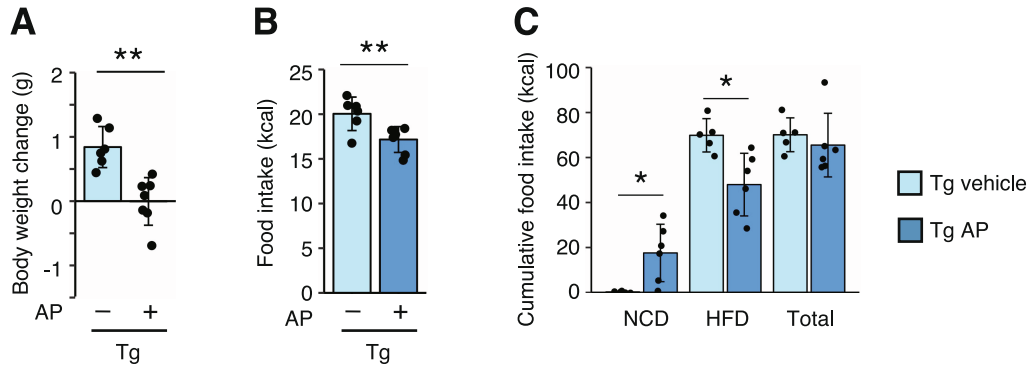 A
**
Body weight change (g)
2
1
0
-1
AP
− +
Tg
B
**
Food intake (kcal)
25
20
15
10
5
0
AP
− +
Tg
C
*
*
Cumulative food intake (kcal)
100
80
60
40
20
0
NCD HFD Total
Tg vehicle
Tg AP